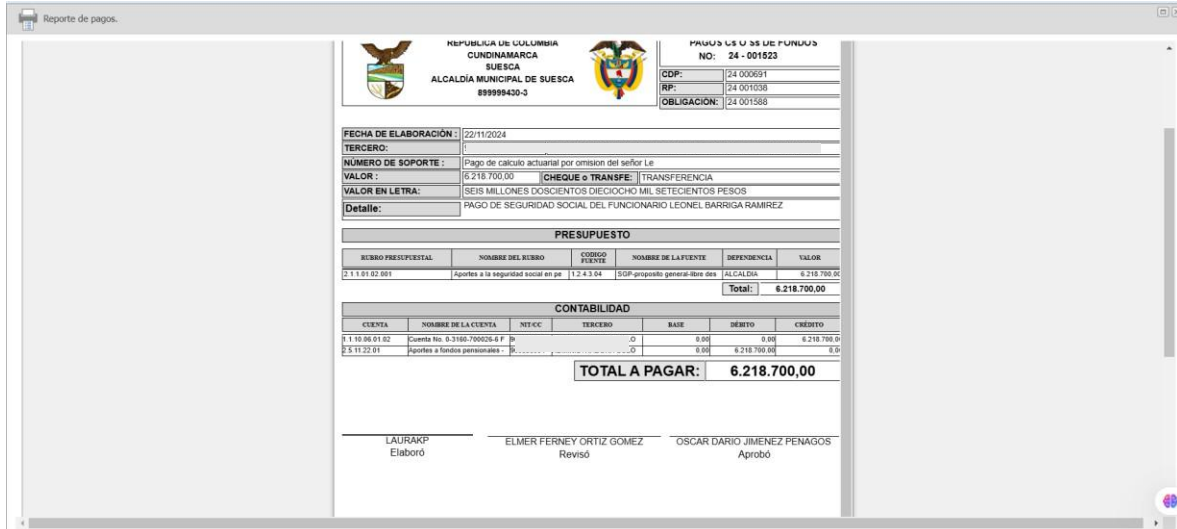 Reporte de pagos.
REPÚBLICA DE COLOMBIA
CUNDINAMARCA
SUESCA
ALCALDÍA MUNICIPAL DE SUESCA
899999430-3
PAGOS Cs O Ss DE FONDOS
NO: 24 - 001523
CDP: 24 000691
RP: 24 001036
OBLIGACIÓN: 24 001588
FECHA DE ELABORACIÓN : 22/11/2024
TERCERO:
NÚMERO DE SOPORTE : Pago de calculo actuarial por omision del señor Le
VALOR : 6.218.700,00 CHEQUE o TRANSFE: TRANSFERENCIA
VALOR EN LETRA: SEIS MILLONES DOSCIENTOS DIECIOCHO MIL SETECIENTOS PESOS
Detalle: PAGO DE SEGURIDAD SOCIAL DEL FUNCIONARIO LEONEL BARRIGA RAMIREZ
PRESUPUESTO
RUBRO PRESUPUESTAL NOMBRE DEL RUBRO CODIGO FUENTE NOMBRE DE LA FUENTE DEPENDENCIA VALOR
2.1.1.01.02.001 Aportes a la seguridad social en pe 1.2.4.3.04 SGP-proposito general-libre des ALCALDIA 6.218.700,00
Total: 6.218.700,00
CONTABILIDAD
CUENTA NOMBRE DE LA CUENTA NIT/CC TERCERO BASE DÉBITO CRÉDITO
1.1.10.06.01.02 Cuenta No. 0-3160-700026-6 F 0,00 0,00 6.218.700,0
2.5.11.22.01 Aportes a fondos pensionales - 0,00 6.218.700,00 0,0
TOTAL A PAGAR: 6.218.700,00
LAURAKP ELMER FERNEY ORTIZ GOMEZ OSCAR DARIO JIMENEZ PENAGOS
Elaboró Revisó Aprobó